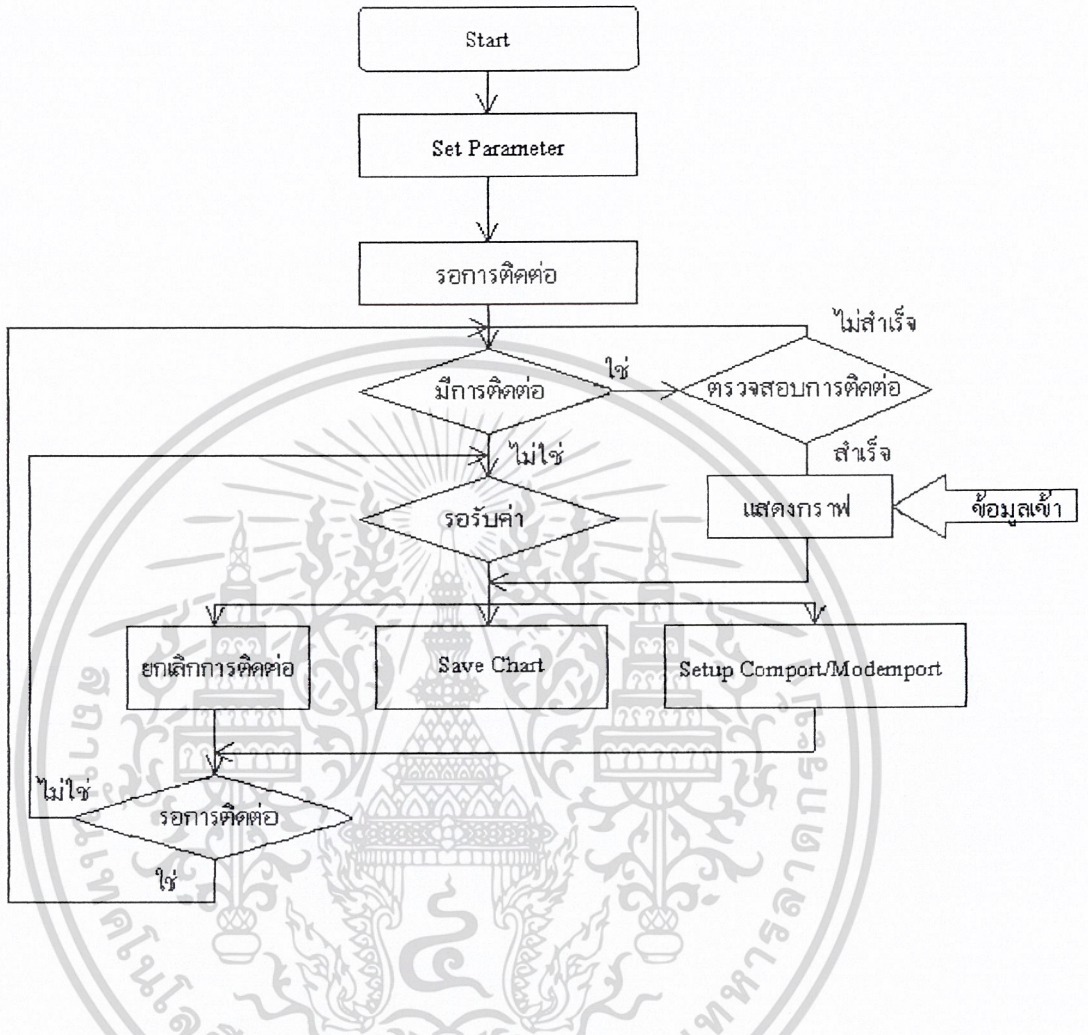 Start
Set Parameter
รอการติดต่อ
ไม่สำเร็จ
มีการติดต่อ
ใช่
ตรวจสอบการติดต่อ
ไม่ใช่
สำเร็จ
รอรับค่า
แสดงกราฟ
ข้อมูลเข้า
ยกเลิกการติดต่อ
Save Chart
Setup Comport/Modemport
ไม่ใช่
รอการติดต่อ
ใช่